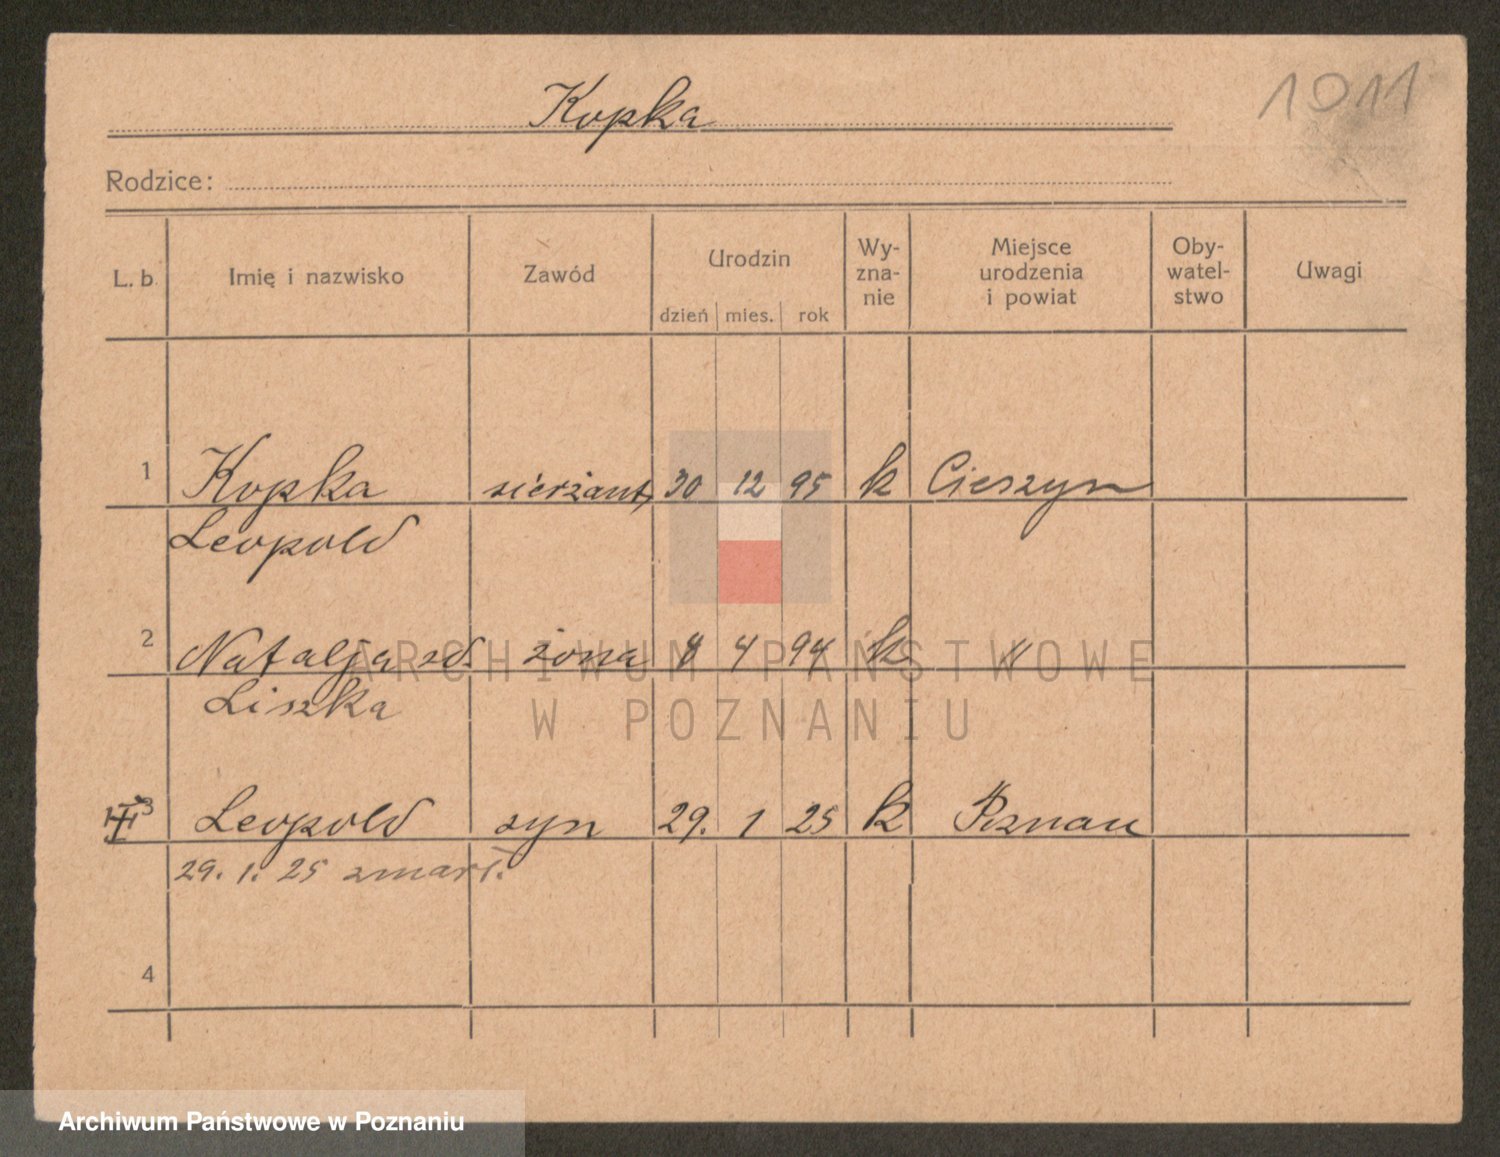 1011
Kopka
Rodzice:
L. b. Imię i nazwisko Zawód Urodzin dzień mies. rok Wy-zna-nie Miejsce urodzenia i powiat Oby-watel-stwo Uwagi
1 Kopka sierżant 30 12 95 k Cieszyn
Leopold
2 Natalja zd. żona 4 94 k "
Liszka
3 Leopold syn 29. 1 25 k Poznan
29. 1. 25 zmarł.
4
ARCHIWUM PAŃSTWOWE
W POZNANIU
Archiwum Państwowe w Poznaniu